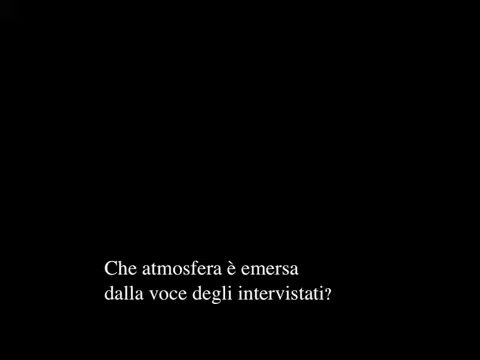 Che atmosfera è emersa
dalla voce degli intervistati?